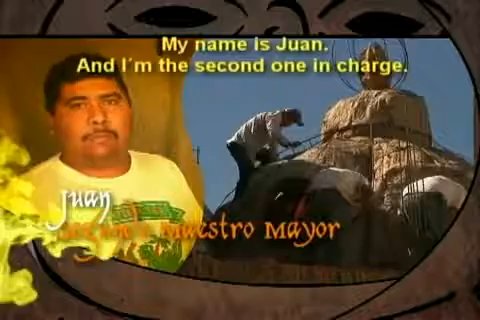 My name is Juan.
And I´m the second one in charge.
Juan
Maestro Mayor